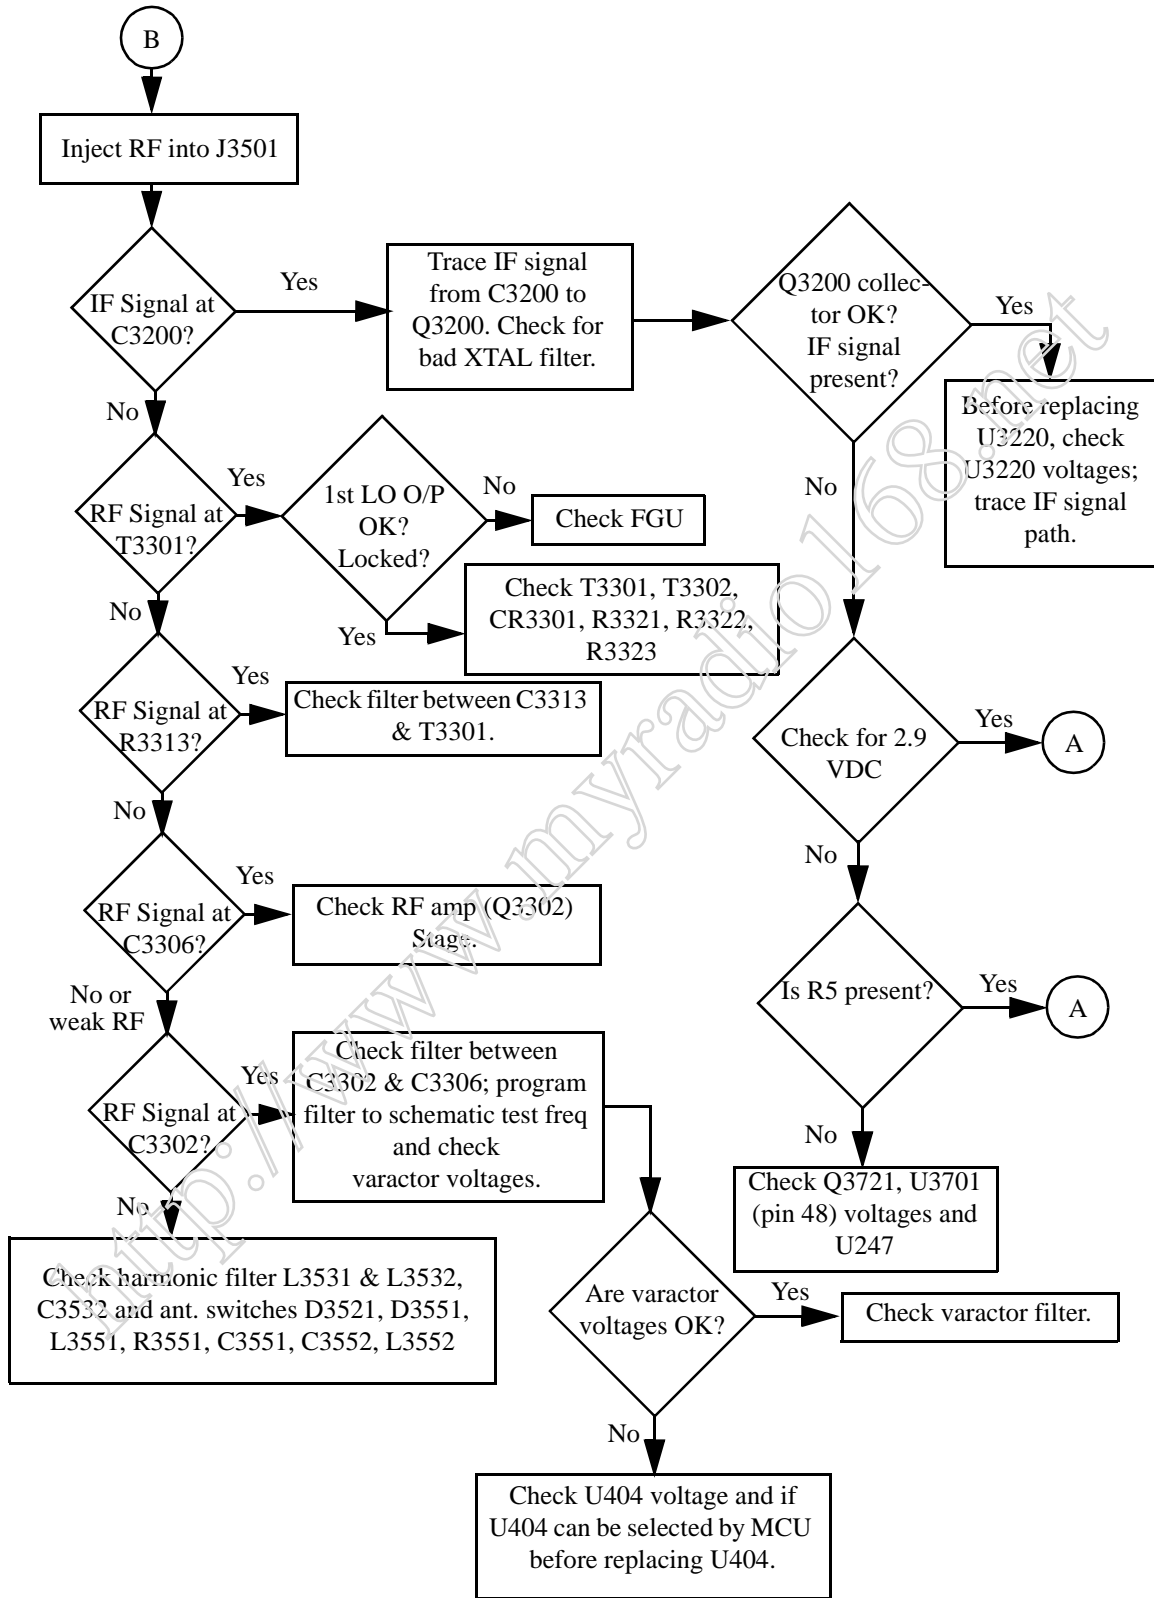 B
Inject RF into J3501
IF Signal at
C3200?
Yes
Trace IF signal
from C3200 to
Q3200. Check for
bad XTAL filter.
Q3200 collec-
tor OK?
IF signal
present?
Yes
Before replacing
U3220, check
U3220 voltages;
trace IF signal
path.
No
No
RF Signal at
T3301?
Yes
1st LO O/P
OK?
Locked?
No
Check FGU
Yes
Check T3301, T3302,
CR3301, R3321, R3322,
R3323
No
RF Signal at
R3313?
Yes
Check filter between C3313
& T3301.
Check for 2.9
VDC
Yes
A
No
No
RF Signal at
C3306?
Yes
Check RF amp (Q3302)
Stage.
Is R5 present?
Yes
A
No or
weak RF
RF Signal at
C3302?
Yes
Check filter between
C3302 & C3306; program
filter to schematic test freq
and check
varactor voltages.
No
Check Q3721, U3701
(pin 48) voltages and
U247
No
Check harmonic filter L3531 & L3532,
C3532 and ant. switches D3521, D3551,
L3551, R3551, C3551, C3552, L3552
Are varactor
voltages OK?
Yes
Check varactor filter.
No
Check U404 voltage and if
U404 can be selected by MCU
before replacing U404.
http://www.myradio168.net